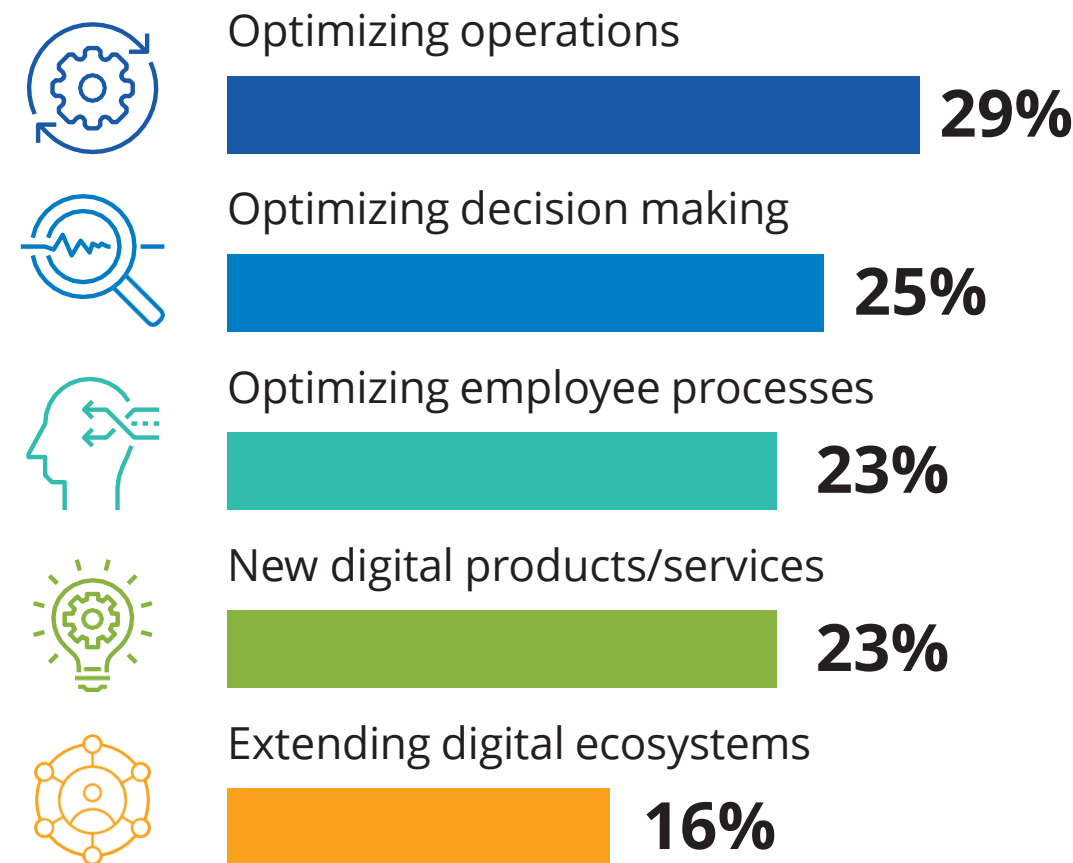 Optimizing operations
29%
Optimizing decision making
25%
Optimizing employee processes
23%
New digital products/services
23%
Extending digital ecosystems
16%